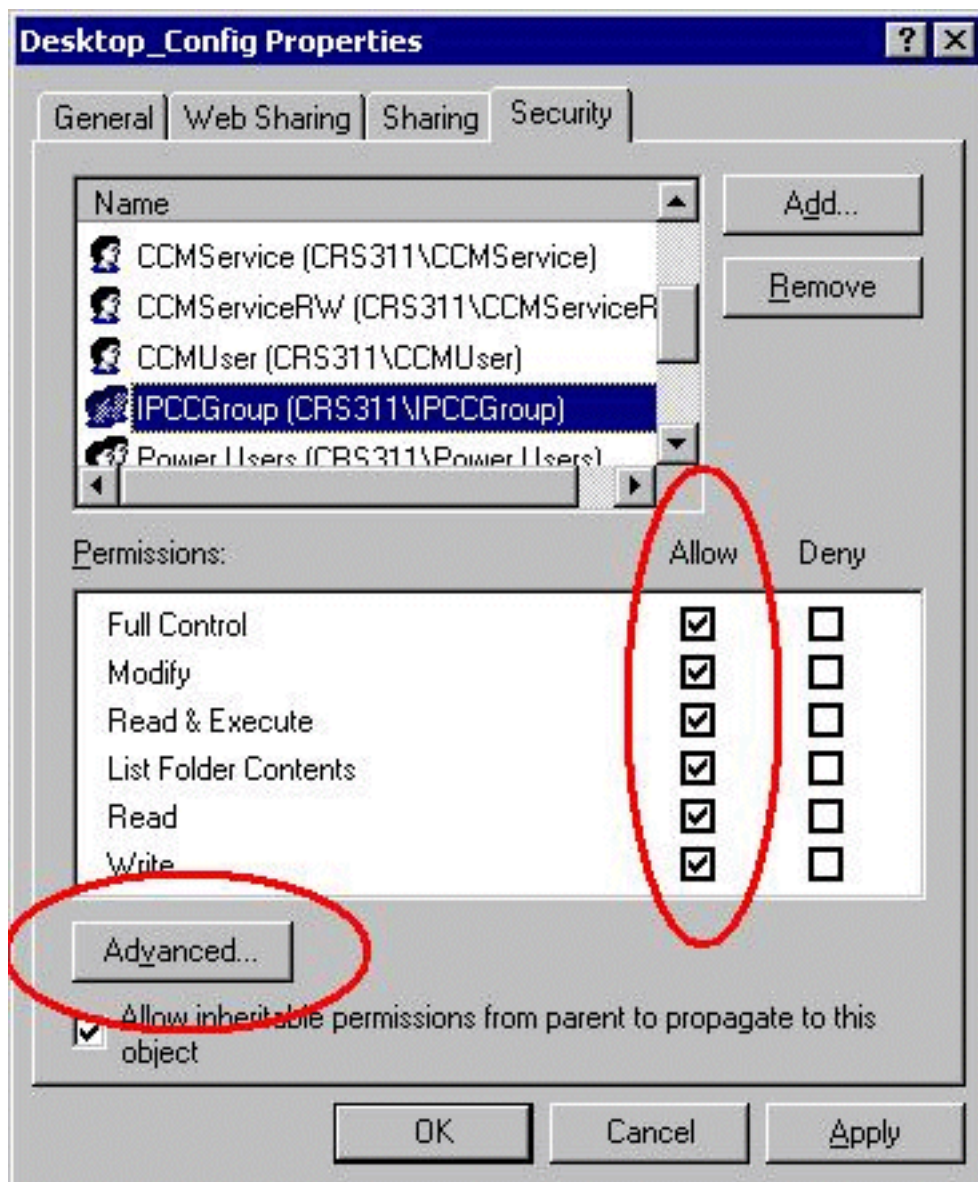 Desktop_Config Properties
General Web Sharing Sharing Security
Name
CCMService (CRS311\CCMService)
CCMServiceRW (CRS311\CCMServiceR
CCMUser (CRS311\CCMUser)
IPCCGroup (CRS311\IPCCGroup)
Power Users (CRS311\Power Users)
Add...
Remove
Permissions: Allow Deny
Full Control
Modify
Read & Execute
List Folder Contents
Read
Write
Advanced...
Allow inheritable permissions from parent to propagate to this
object
OK Cancel Apply